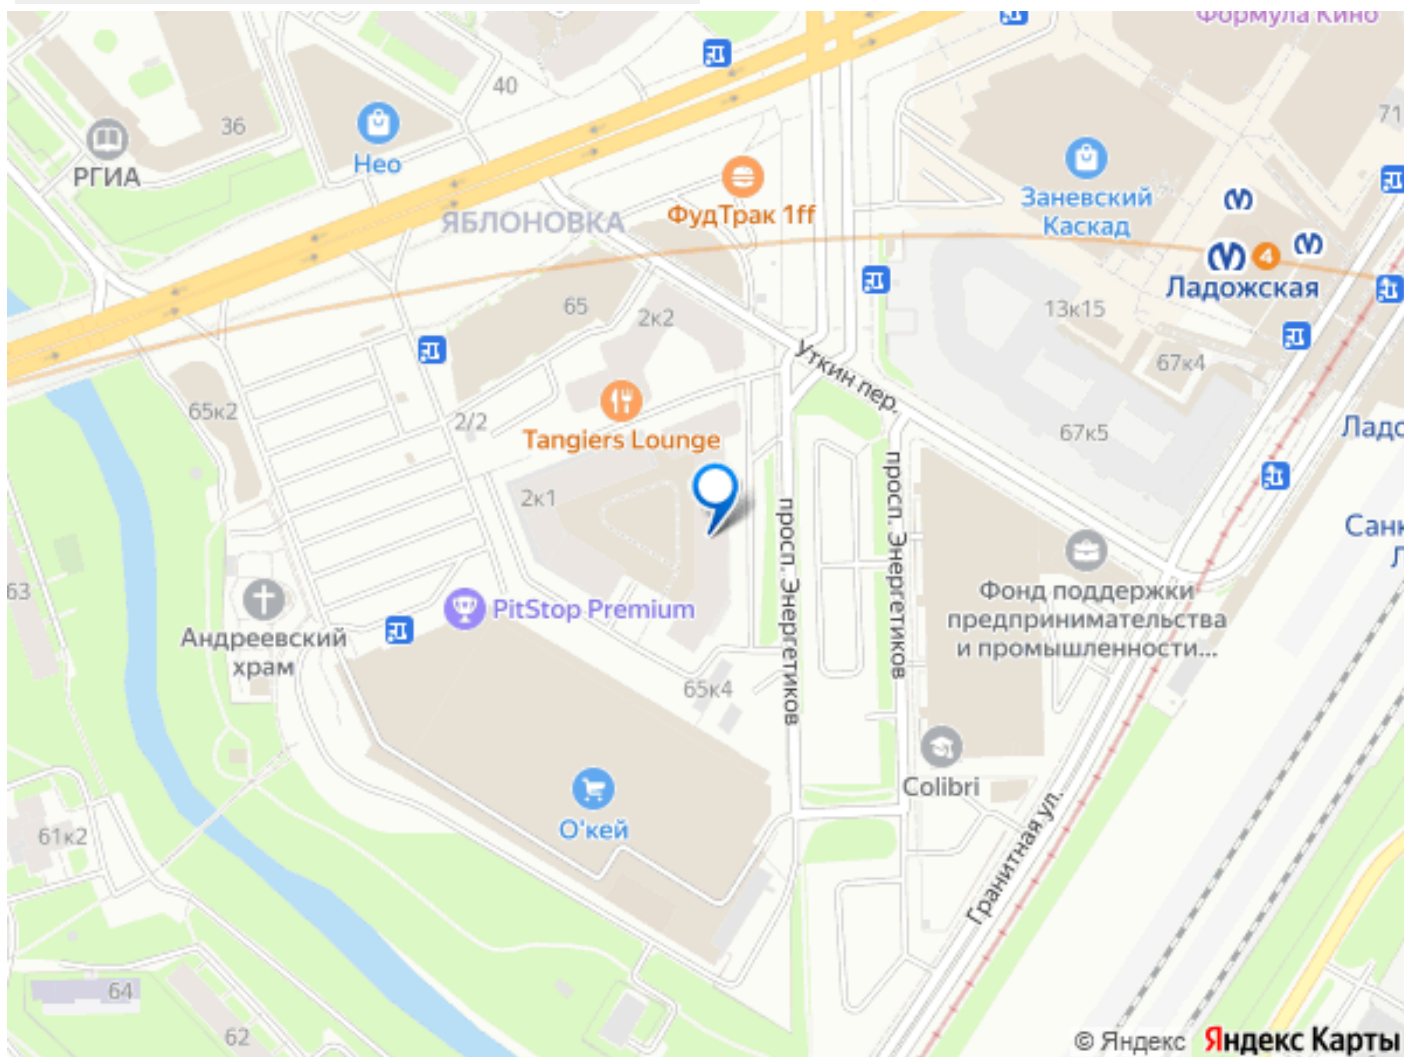 Формула Кино
40
71
36
Нео
РГИА
Заневский
Каскад
ФудТрак 1ff
ЯБЛОНОВКА
4
Ладожская
65
2к2
13к15
Уткин пер.
67к4
65к2
2/2
Tangiers Lounge
67к5
Ладо
просп. Энергетиков
просп. Энергетиков
2к1
Санк
Л
63
PitStop Premium
Фонд поддержки
предпринимательства
и промышленности...
Андреевский
храм
65к4
Colibri
О'кей
61к2
Гранитная ул.
64
62
© Яндекс Яндекс Карты